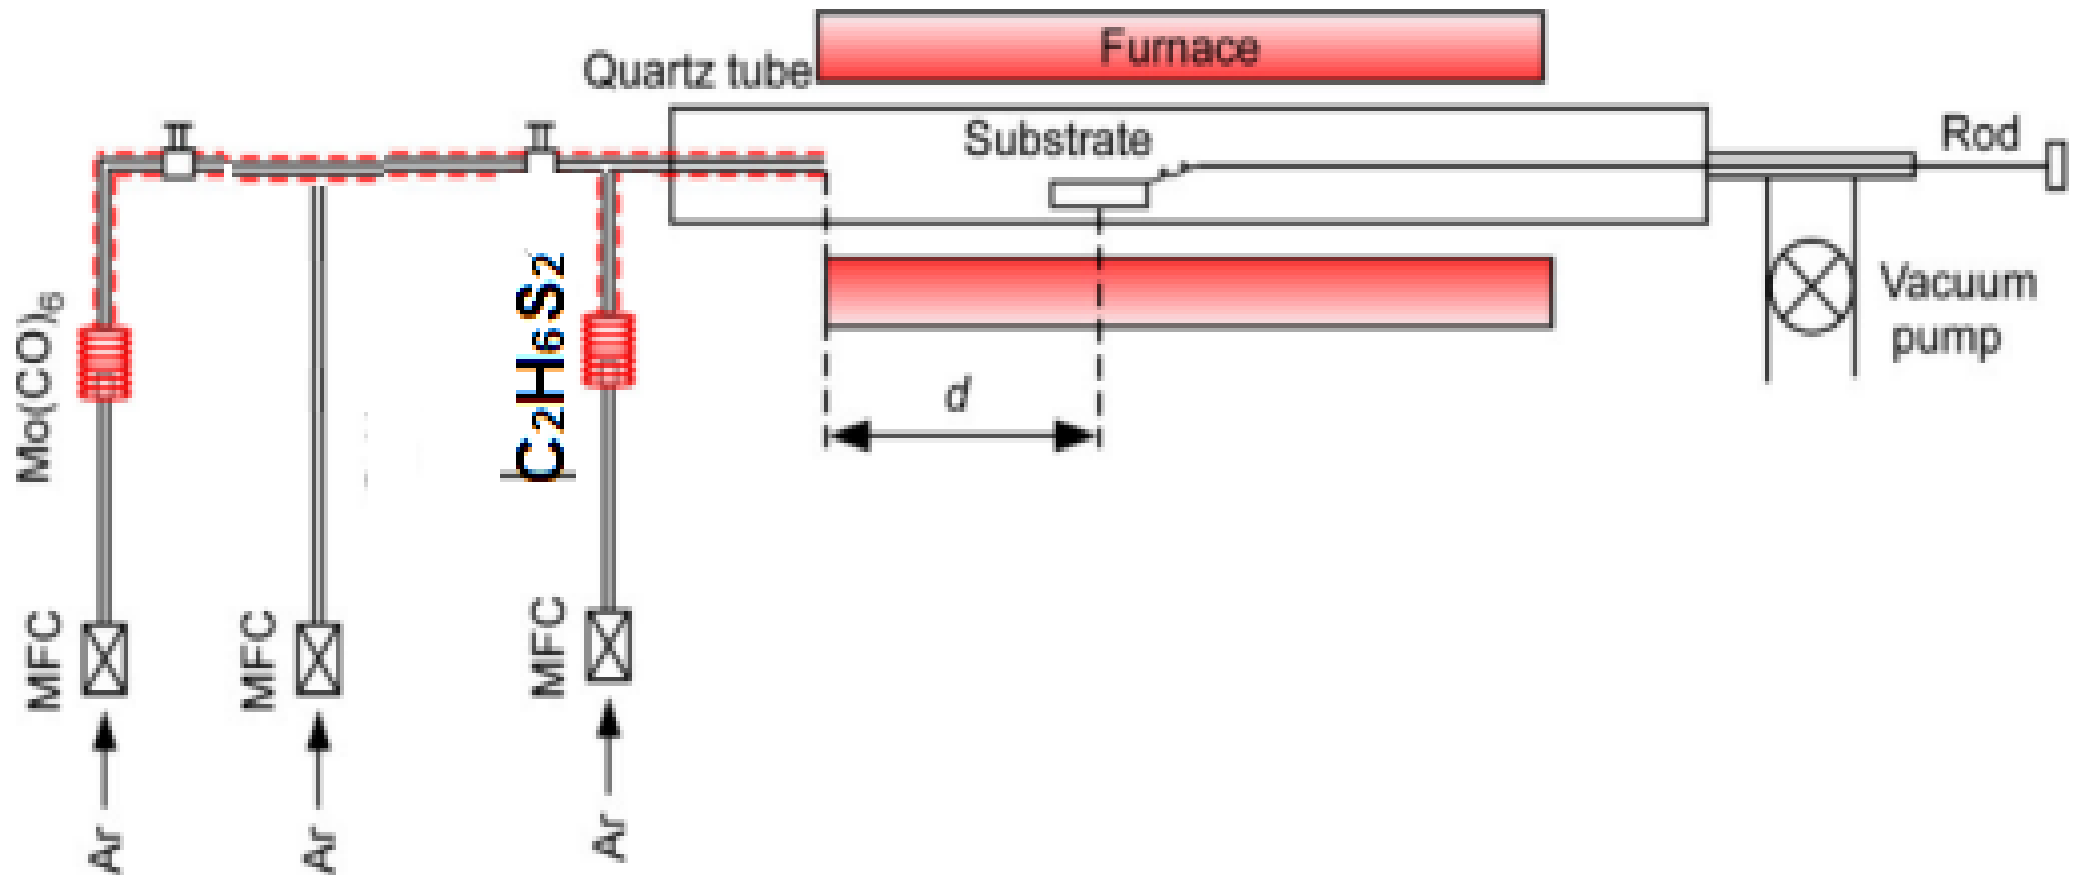 Furnace
Quartz tube
Substrate
Rod
Mo(CO)6
C2H6S2
Vacuum
pump
d
MFC
MFC
MFC
Ar
Ar
Ar